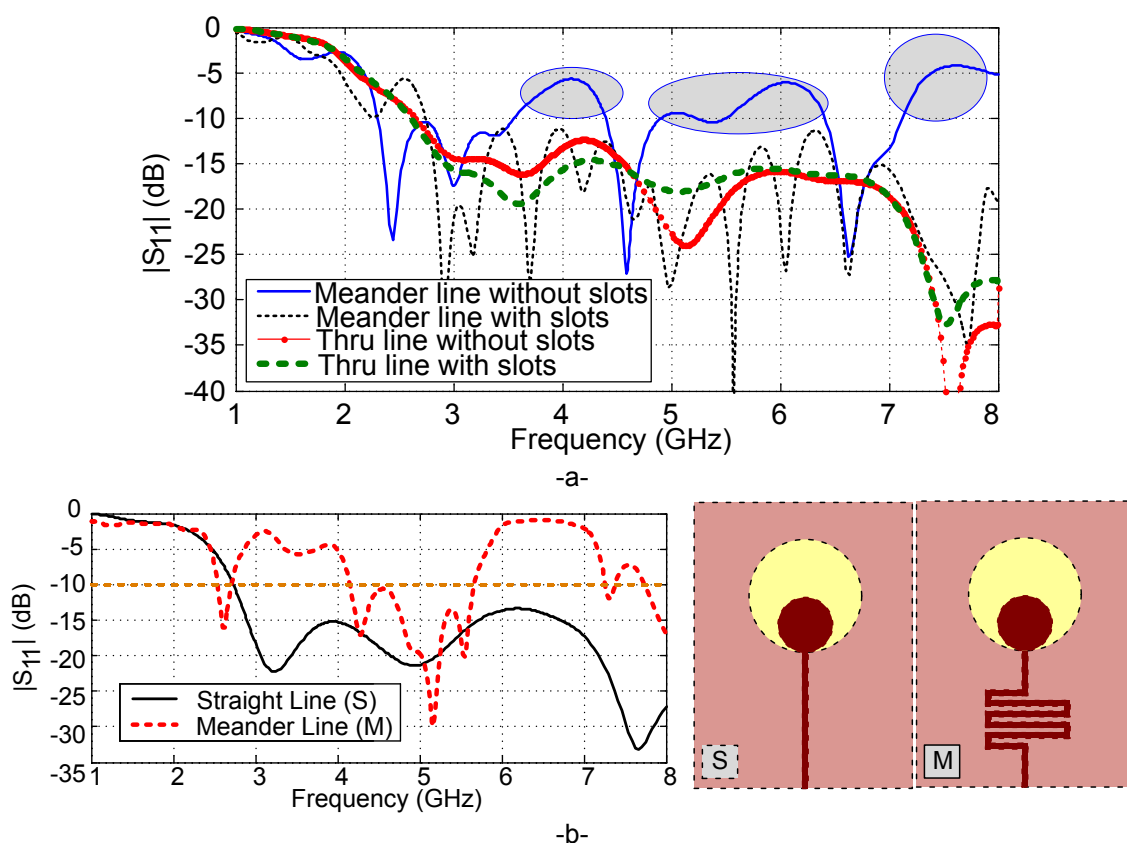 0
-5
-10
-15
-20
-25
-30
-35
-40
|S11| (dB)
Meander line without slots
Meander line with slots
Thru line without slots
Thru line with slots
1 2 3 4 5 6 7 8
Frequency (GHz)
-a-
0
-5
-10
-15
-20
-25
-30
-35
|S11| (dB)
Straight Line (S)
Meander Line (M)
1 2 3 4 5 6 7 8
Frequency (GHz)
S
M
-b-